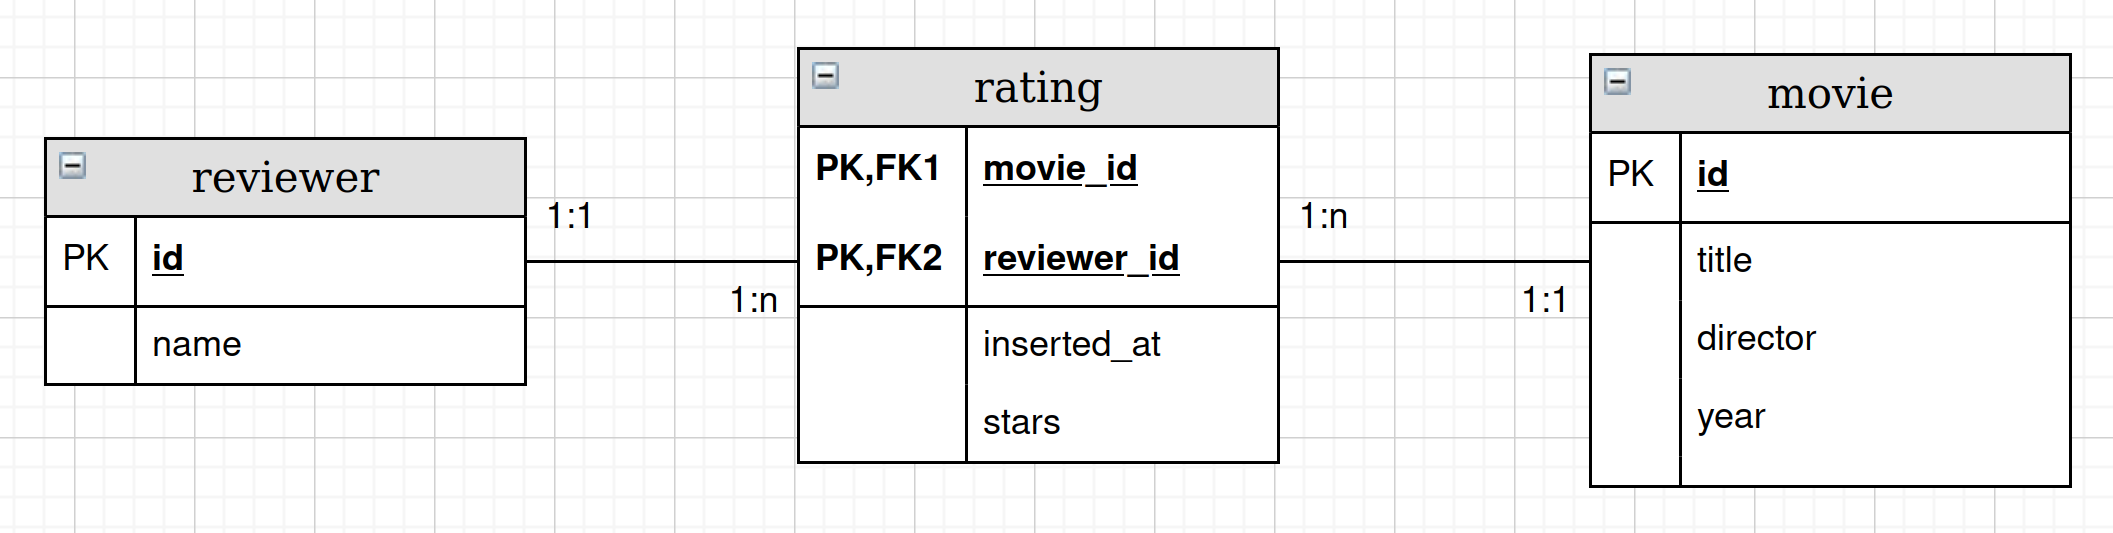 reviewer
PK id
name
1:1
1:n
rating
PK,FK1 movie_id
PK,FK2 reviewer_id
inserted_at
stars
1:n
1:1
movie
PK id
title
director
year